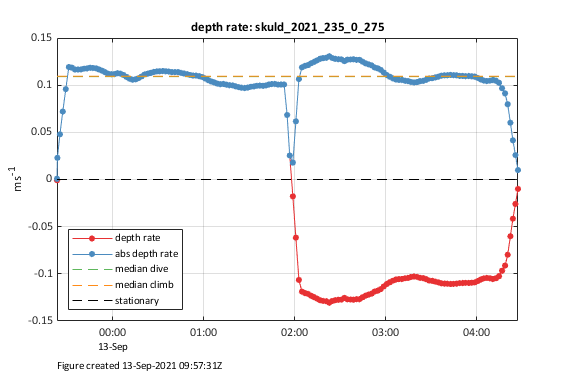 depth rate: skuld_2021_235_0_275
0.15
0.1
0.05
0
-0.05
-0.1
-0.15
ms⁻¹
depth rate
abs depth rate
median dive
median climb
stationary
00:00 01:00 02:00 03:00 04:00
13-Sep
Figure created 13-Sep-2021 09:57:31Z